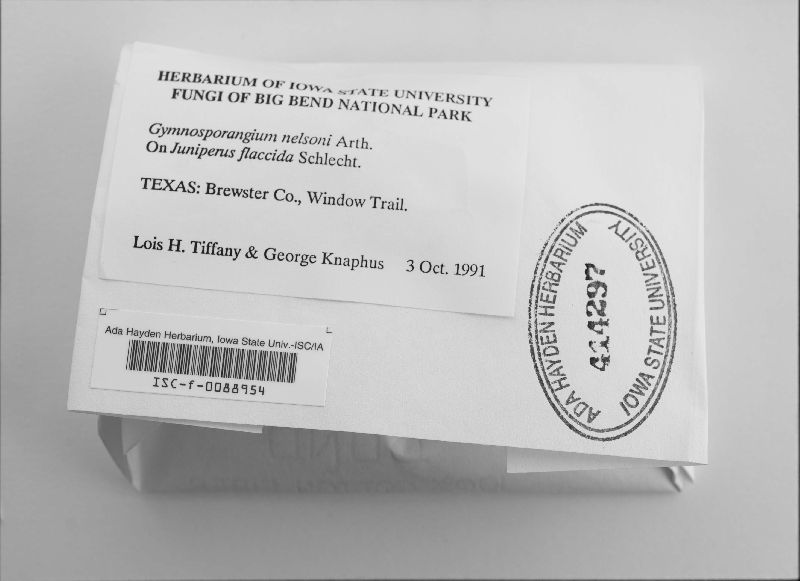 HERBARIUM OF IOWA STATE UNIVERSITY
FUNGI OF BIG BEND NATIONAL PARK
Gymnosporangium nelsoni Arth.
On Juniperus flaccida Schlecht.
TEXAS: Brewster Co., Window Trail.
Lois H. Tiffany & George Knaphus 3 Oct. 1991
Ada Hayden Herbarium, Iowa State Univ.-ISC/IA
ISC-f-0088954
ADA HAYDEN HERBARIUM
414297
IOWA STATE UNIVERSITY